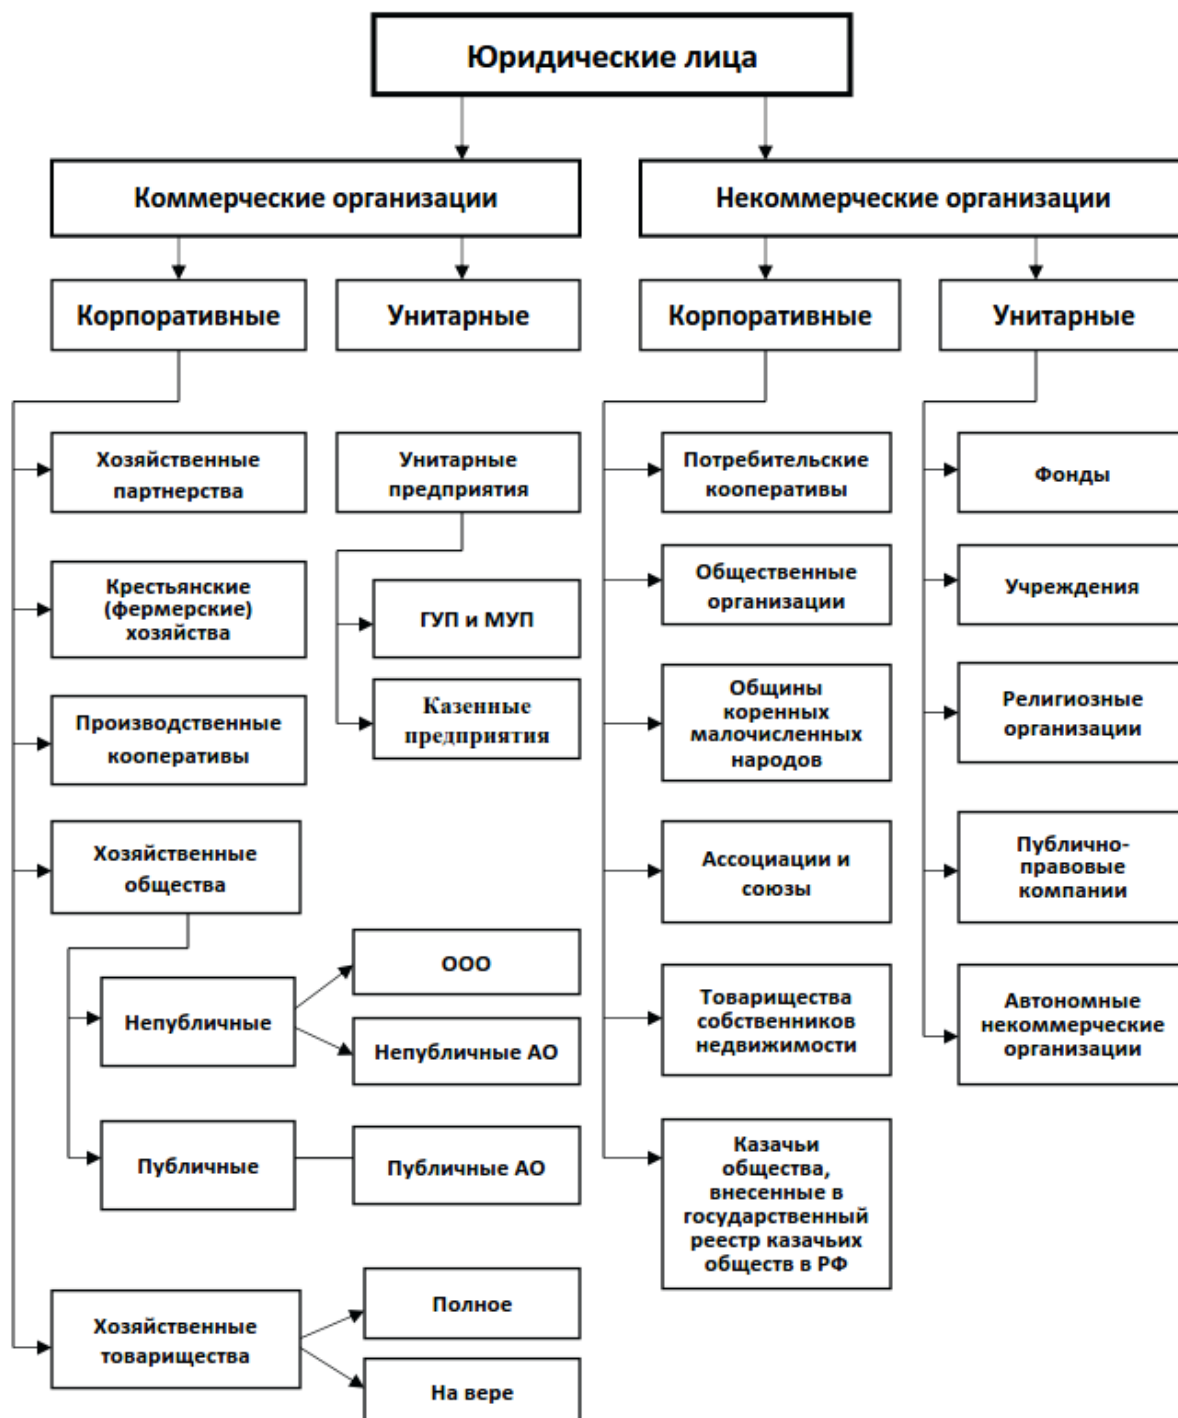 Юридические лица
Коммерческие организации
Некоммерческие организации
Корпоративные
Унитарные
Корпоративные
Унитарные
Хозяйственные
партнерства
Крестьянские
(фермерские)
хозяйства
Производственные
кооперативы
Хозяйственные
общества
Непубличные
ООО
Непубличные АО
Публичные
Публичные АО
Хозяйственные
товарищества
Полное
На вере
Унитарные
предприятия
ГУП и МУП
Казенные
предприятия
Потребительские
кооперативы
Общественные
организации
Общины
коренных
малочисленных
народов
Ассоциации и
союзы
Товарищества
собственников
недвижимости
Казачьи
общества,
внесенные в
государственный
реестр казачьих
обществ в РФ
Фонды
Учреждения
Религиозные
организации
Публично-
правовые
компании
Автономные
некоммерческие
организации